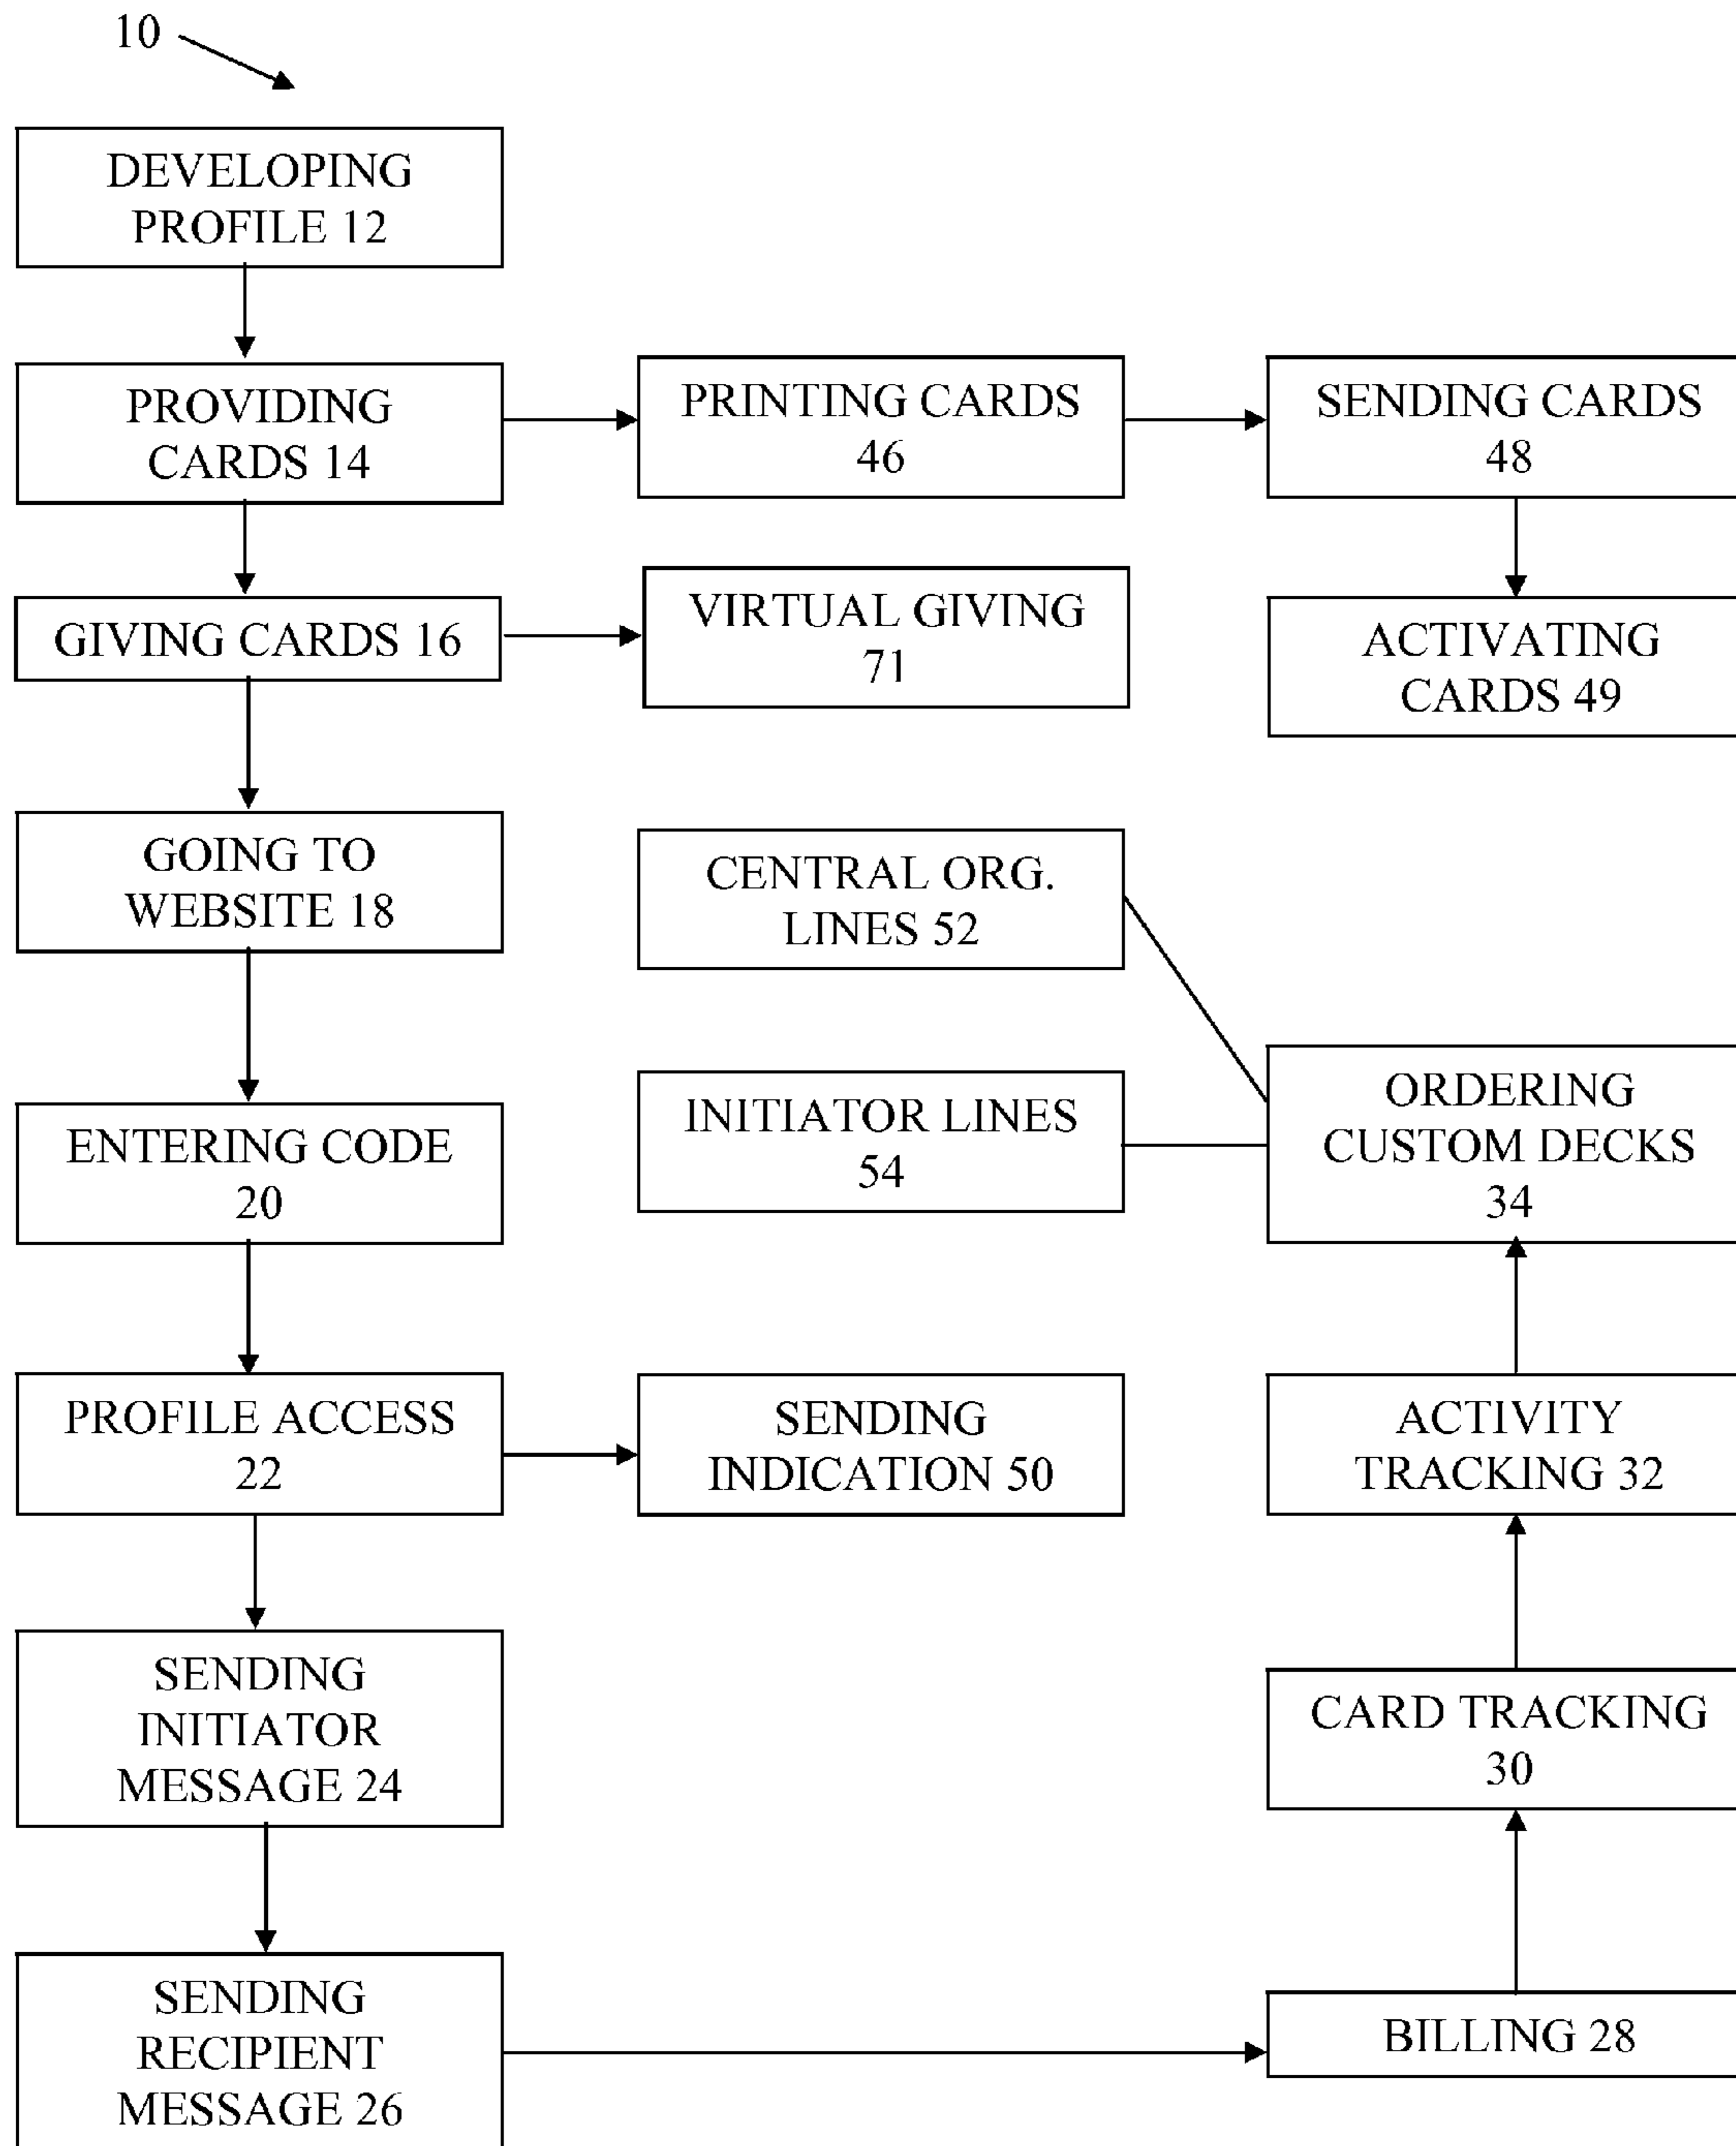 10
DEVELOPING
PROFILE 12
PROVIDING
CARDS 14
PRINTING CARDS
46
SENDING CARDS
48
GIVING CARDS 16
VIRTUAL GIVING
71
ACTIVATING
CARDS 49
GOING TO
WEBSITE 18
CENTRAL ORG.
LINES 52
ENTERING CODE
20
INITIATOR LINES
54
ORDERING
CUSTOM DECKS
34
PROFILE ACCESS
22
SENDING
INDICATION 50
ACTIVITY
TRACKING 32
SENDING
INITIATOR
MESSAGE 24
CARD TRACKING
30
SENDING
RECIPIENT
MESSAGE 26
BILLING 28